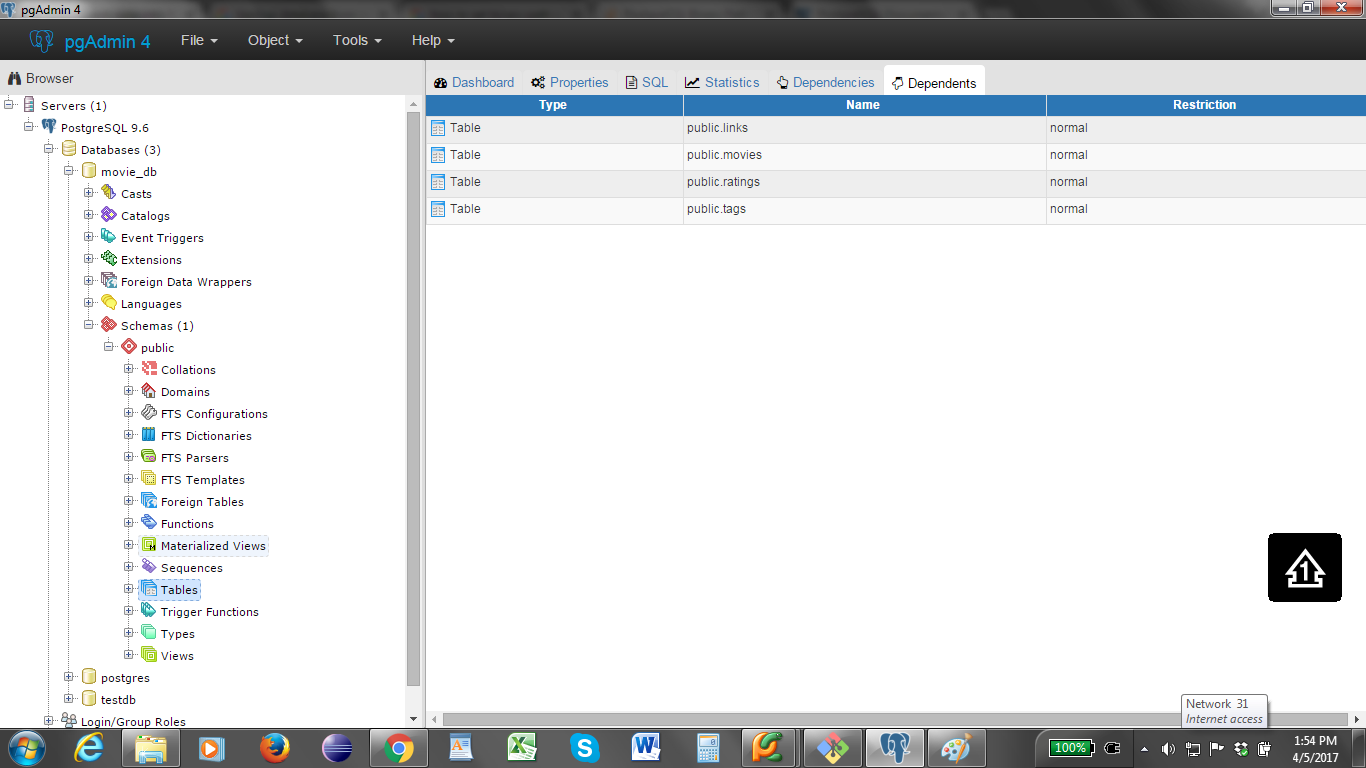 pgAdmin 4
pgAdmin 4 File Object Tools Help
Browser
Dashboard Properties SQL Statistics Dependencies Dependents
Servers (1)
PostgreSQL 9.6
Databases (3)
movie_db
Casts
Catalogs
Event Triggers
Extensions
Foreign Data Wrappers
Languages
Schemas (1)
public
Collations
Domains
FTS Configurations
FTS Dictionaries
FTS Parsers
FTS Templates
Foreign Tables
Functions
Materialized Views
Sequences
Tables
Trigger Functions
Types
Views
postgres
testdb
Login/Group Roles
Type Name Restriction
Table public.links normal
Table public.movies normal
Table public.ratings normal
Table public.tags normal
1
Network 31
Internet access
100%
1:54 PM
4/5/2017